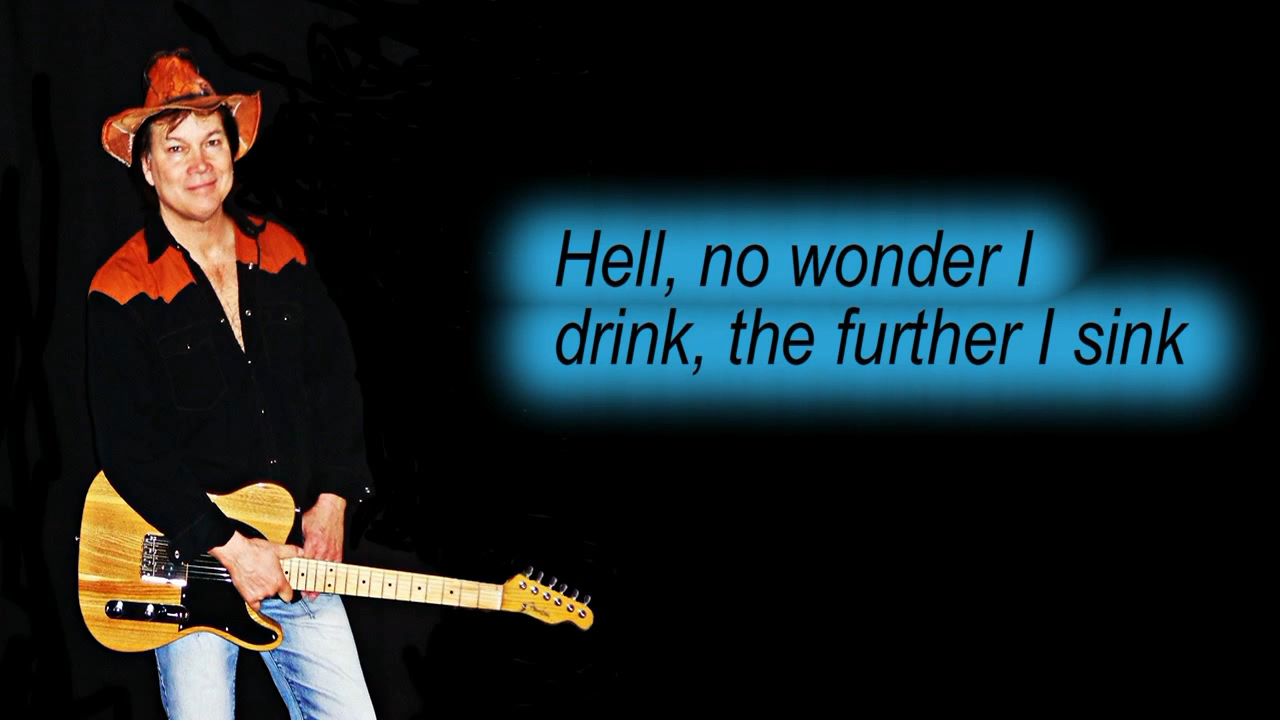 Hell, no wonder I
drink, the further I sink